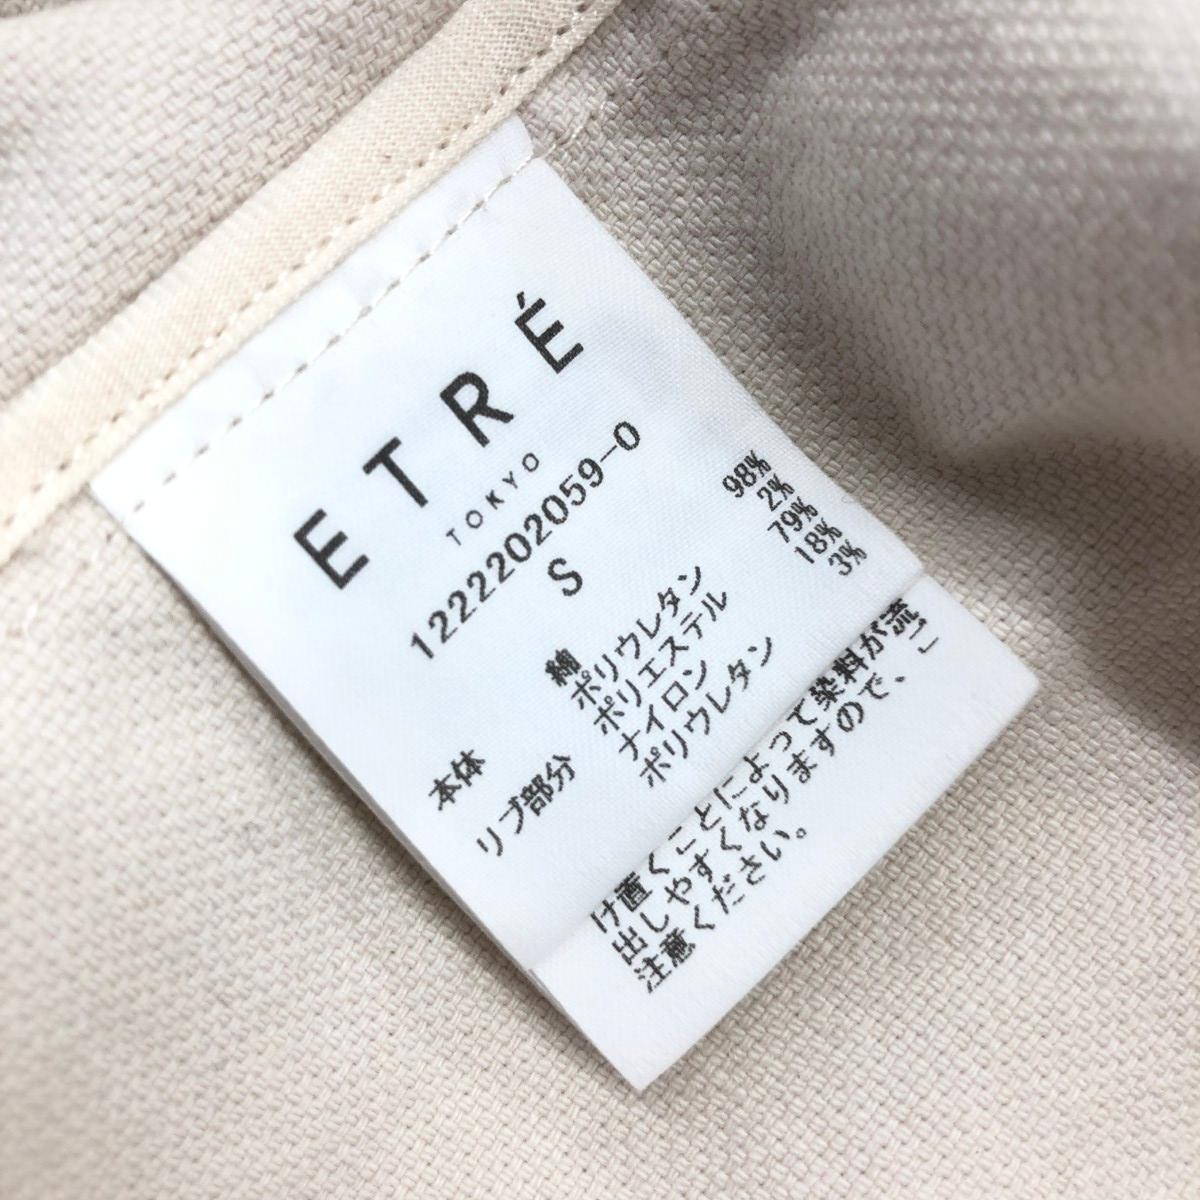 ETRÉ
TOKYO
1222202059-0
S
本体 綿 98%
ポリウレタン 2%
リブ部分 ポリエステル 79%
ナイロン 18%
ポリウレタン 3%
け置くことによって染料が流
出しやすくなりますので、ご
注意ください。